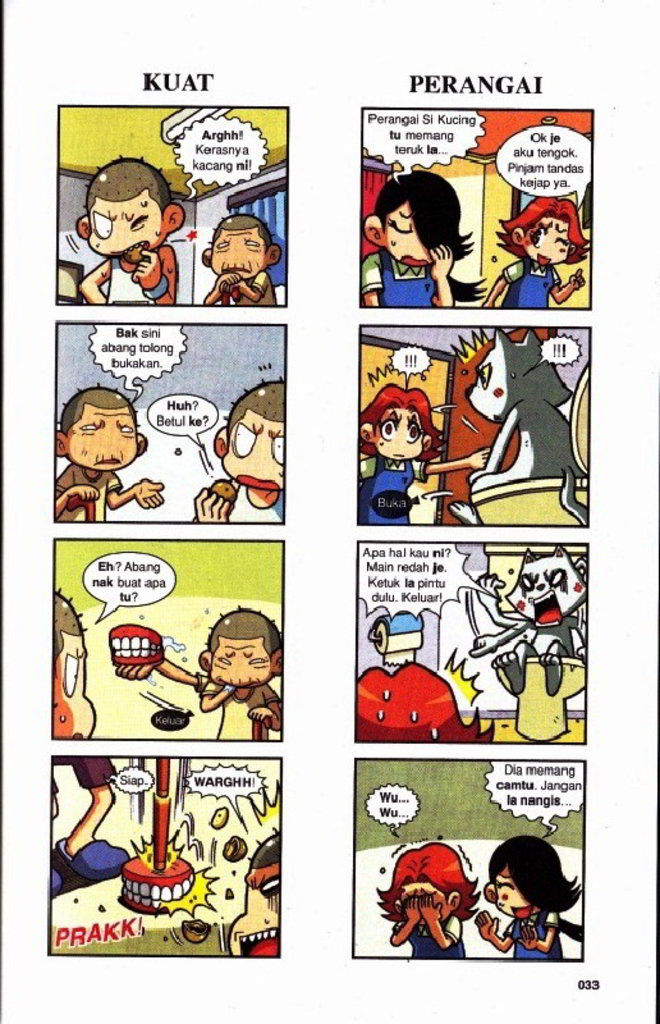 KUAT
Arghh!
Kerasnya
kacang ni!
Bak sini
abang tolong
bukakan.
Huh?
Betul ke?
Eh? Abang
nak buat apa
tu?
Keluar
Siap.
WARGHH!
PRAKK!
PERANGAI
Perangai Si Kucing
tu memang
teruk la...
Ok je
aku tengok.
Pinjam tandas
kejap ya.
!!!
!!!
Buka
Apa hal kau ni?
Main redah je.
Ketuk la pintu
dulu. Keluar!
Wu....
Wu....
Dia memang
camtu. Jangan
la nangis...
033